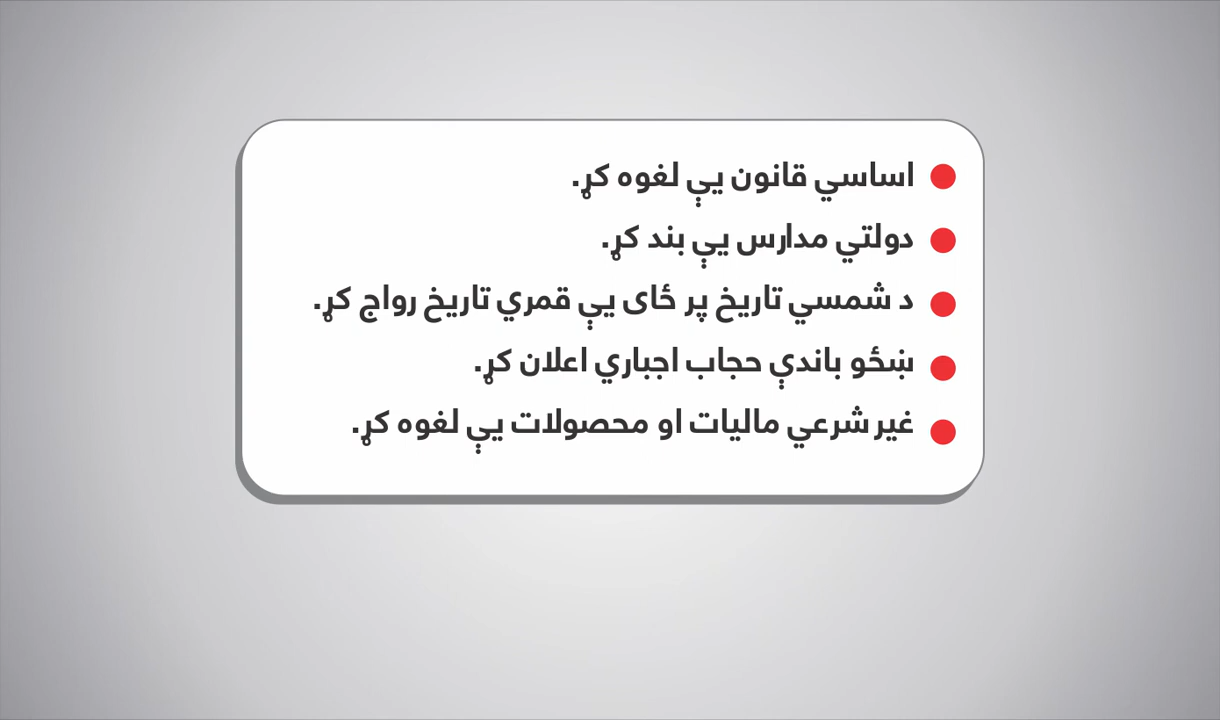 اساسي قانون يې لغوه کړ.
دولتي مدارس يې بند کړ.
د شمسي تاريخ پر ځای يې قمري تاريخ رواج کړ.
ښځو باندې حجاب اجباري اعلان کړ.
غير شرعي ماليات او محصولات يې لغوه کړ.